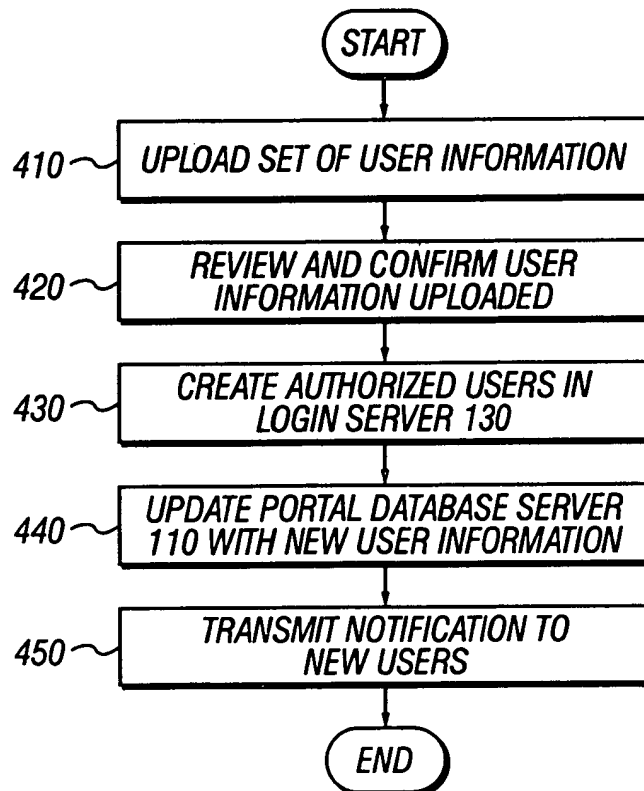 START
410
UPLOAD SET OF USER INFORMATION
420
REVIEW AND CONFIRM USER
INFORMATION UPLOADED
430
CREATE AUTHORIZED USERS IN
LOGIN SERVER 130
440
UPDATE PORTAL DATABASE SERVER
110 WITH NEW USER INFORMATION
450
TRANSMIT NOTIFICATION TO
NEW USERS
END